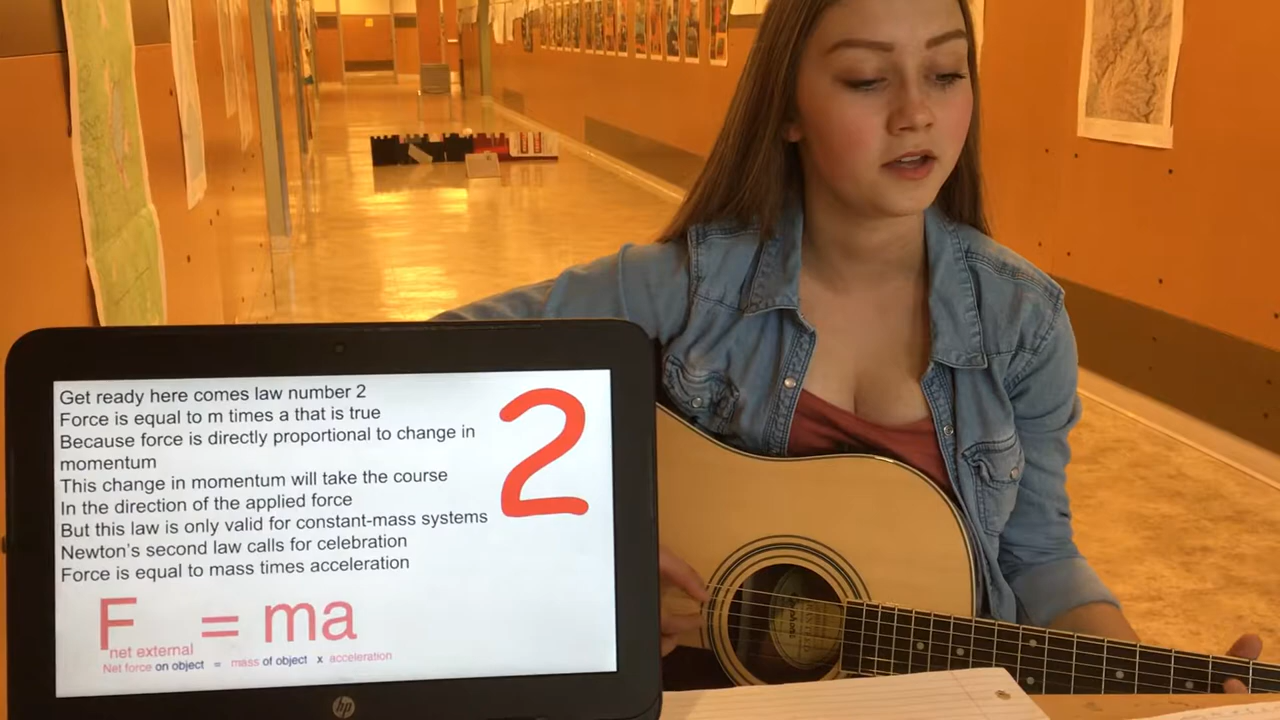 Get ready here comes law number 2
Force is equal to m times a that is true
Because force is directly proportional to change in
momentum
This change in momentum will take the course
In the direction of the applied force
But this law is only valid for constant-mass systems
Newton's second law calls for celebration
Force is equal to mass times acceleration
2
F = ma
net external
Net force on object = mass of object x acceleration
hp